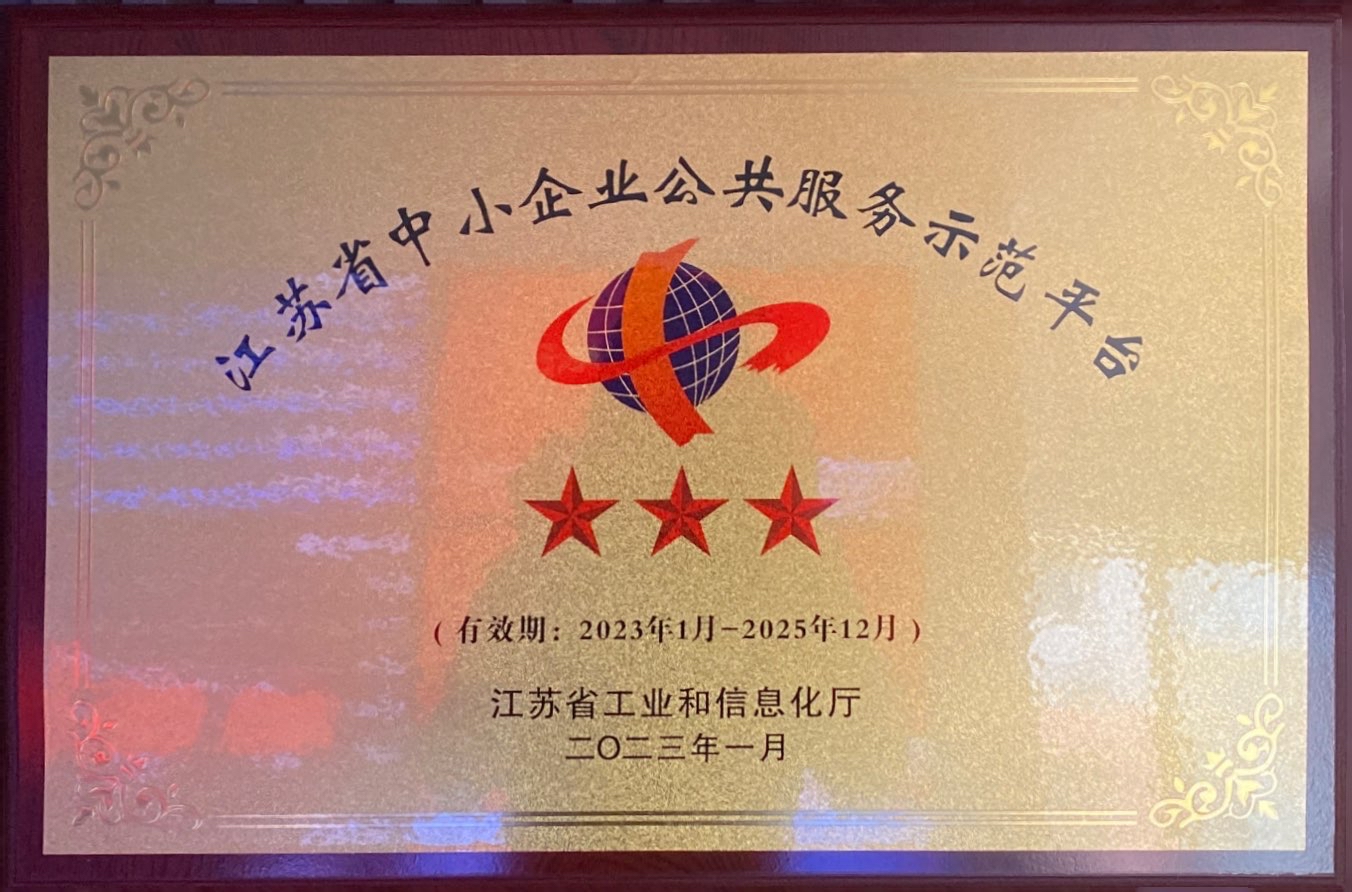 江苏省中小企业公共服务示范平台
（有效期：2023年1月-2025年12月）
江苏省工业和信息化厅
二〇二三年一月